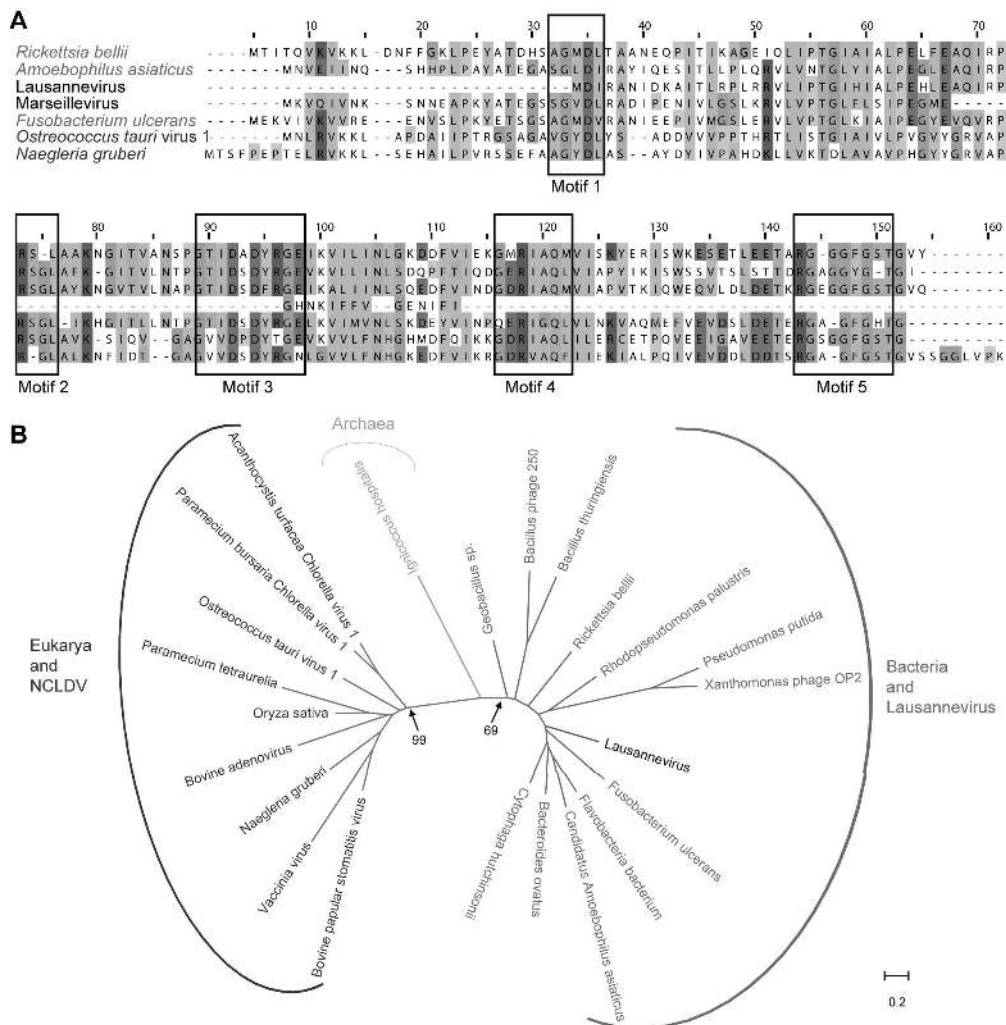 A
10 20 30 40 50 60 70
Rickettsia bellii - - - - M T I T Q V K V K K L - D N F F G K L P E Y A T D H S A G M D L T A A N E Q P I T I K A G E I Q L I P T G I A I A L P E L F E A Q I R P
Amoebophilus asiaticus - - - - - - - M N V E I I N Q - - - S H H P L P A Y A T E G A S G L D I R A Y I Q E S I T L L P L Q R V L V N T G L Y I A L P E G L E A Q I R P
Lausannevirus - - - - - - - - - - - - - - - - - - - - - - - - - - - - - - - - M D I R A N I D K A I T L R P L R R V L V P T G I A I A L P E H L E A Q I R P
Marseillevirus - - - - - - - M K V Q I V N K - - - S N N E A P K Y A T E G S S G V D L R A D I P E N I V L G S L K R V L V P T G L F L S I P E G M E - - - - -
Fusobacterium ulcerans - - - - M E K V I V K V V R E - - - E N V S L P K Y E T S G S A G M D V R A N I E E P I V M G S L E R V L V P T G L K V A I P E G Y E V Q V R P
Ostreococcus tauri virus 1 - - - - - - - M N L R V K K L - - A P D A I I P T R G S A G A V G Y D L Y S - - A D D V V V P P T H R T L I S T G I A I T L P V G V Y G R V A P
Naegleria gruberi M T S F P E P T E L R V K K L - - - S E H A I L P V R S S E F A A G Y D L A S - - A Y D Y I V P A H D K L L V K T D L A V A V P H G Y Y G R V A P
Motif 1
80 90 100 110 120 130 140 150 160
R S - L A A K N G I T V A N S P G T I D A D Y R G E I K V I L I N L G K D D F V I E K G M R I A Q M V I S K Y E R I S W K E S E T L E E T A R G - G G F G S T G V Y
R S G L A F K - G I T V L N T P G T I D S D Y R G E I K V I L I N L S D Q P F T I Q D G E R I A Q M V I A P Y I S W S S V T S L S T T D R G A G G Y G - T G I
R S G L A Y K N G V T V L N A P G T I D S D F R G E I K V I L I N L S D E D F V I N D G D R I A Q M V I A P V T K I Q W E Q V L D L D E T K R G E G G F G S T G V Q
G H N K I F F V - G E N I F I
R S G L - I K H G I T L L N T P G T I D S D Y R G E L K V I M V N L S K D E Y V I N P Q E R I G Q L V L N K V A Q M E F V E V D S L D E T E R G A - G F G H T G
R S G L A V K - S I Q V - - G A G V V D P D Y T G E L K V V L F N H G H M D F Q I K K G D R I A Q L I L E R C E T P Q V E E I G A V E E T E R G S G G F G S T G
R - G L A L K N F I D T - - G A G V V D S D Y R G N L G V V L F N H G K E D F V I K R G D R V A Q F I I E K I A L P Q I V E V D D L D D T S R G A - G F G S T G V S S G G L V P K
Motif 2 Motif 3 Motif 4 Motif 5
B
Archaea
Acanthocystis turfacea Chlorella virus 1
Paramecium bursaria Chlorella virus 1
Ostreococcus tauri virus 1
Paramecium tetraurelia
Oryza sativa
Bovine adenovirus
Naegleria gruberi
Vaccinia virus
Bovine papular stomatitis virus
Ignicoccus hospitalis
Geobacillus sp.
Bacillus phage 250
Bacillus thuringiensis
Rickettsia bellii
Rhodopseudomonas palustris
Pseudomonas putida
Xanthomonas phage OP2
Lausannevirus
Fusobacterium ulcerans
Flavobacteria bacterium
Candidatus Amoebophilus asiaticus
Bacteroides ovatus
Cytophaga hutchinsonii
Eukarya
and
NCLDV
Bacteria
and
Lausannevirus
99
69
0.2